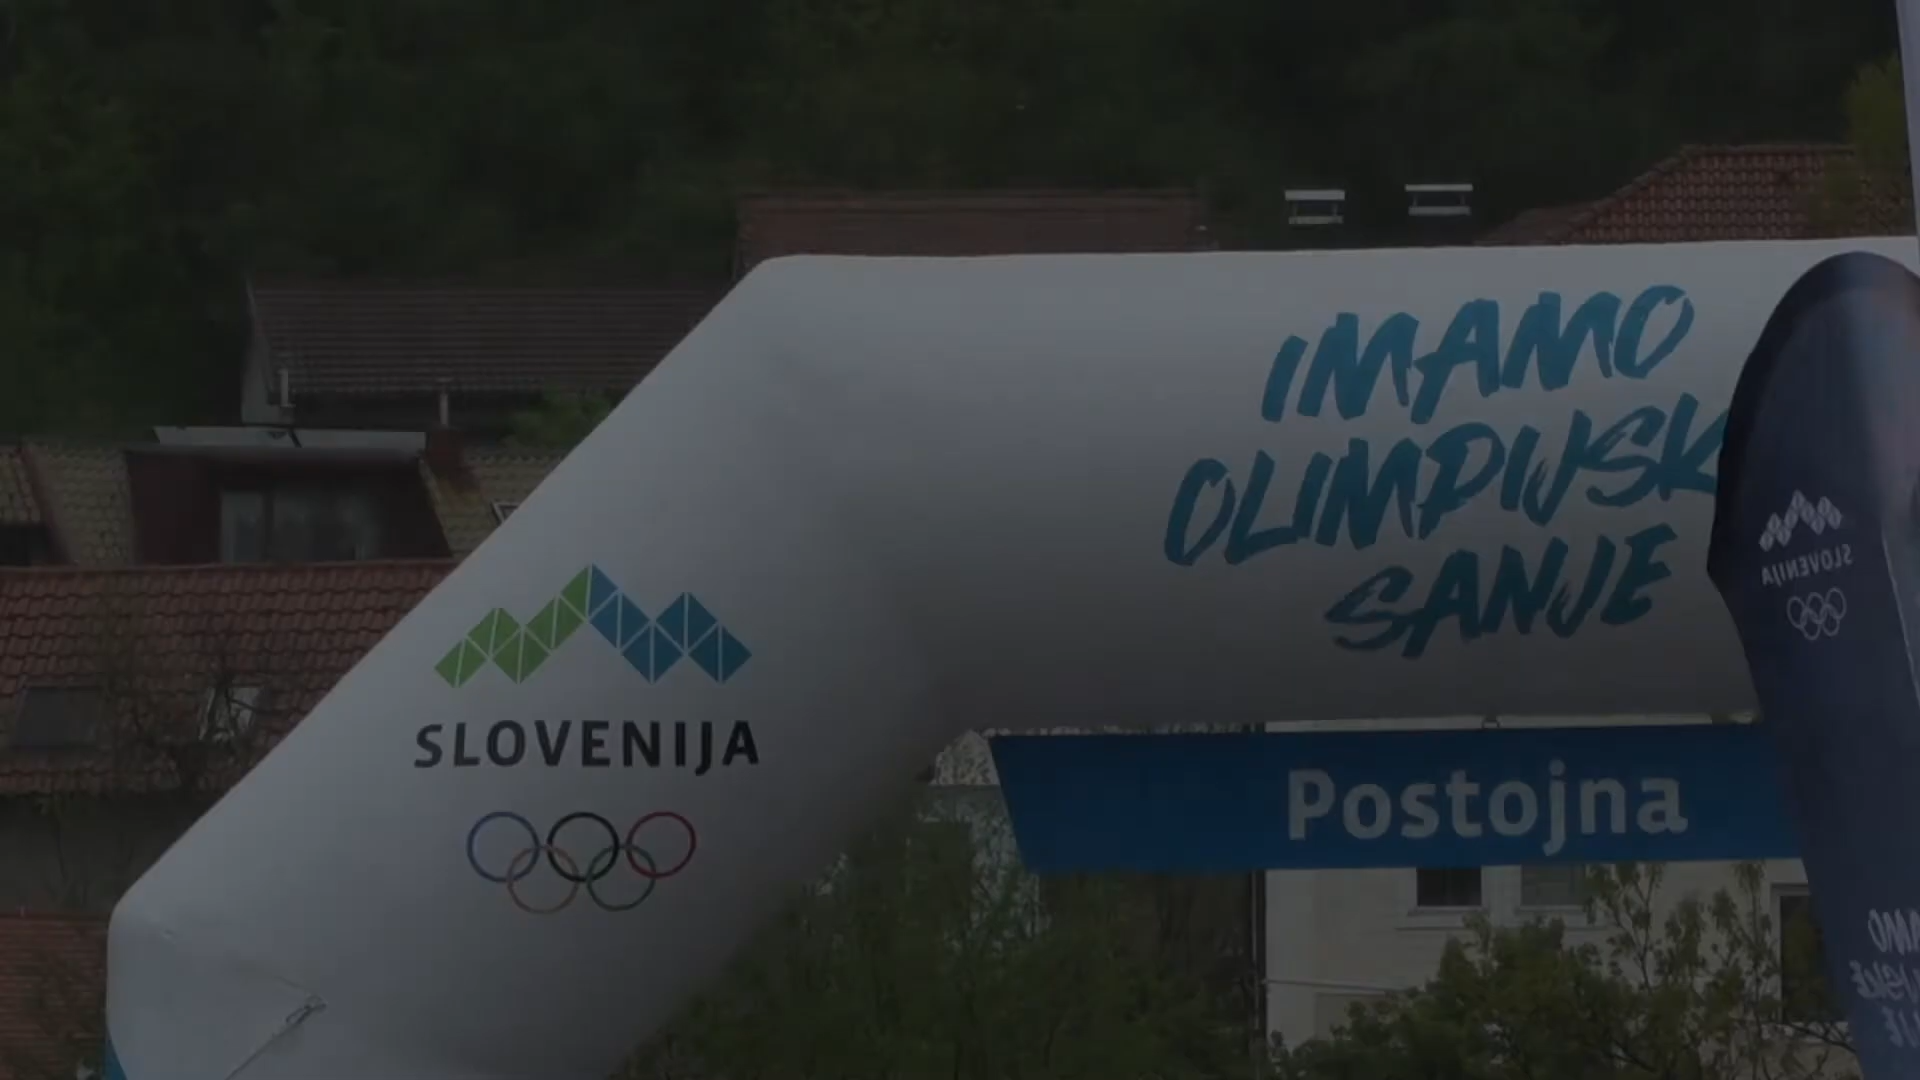 IMAMO
OLIMPIJSK
SANJE
SLOVENIJA
Postojna
SLOVENIJA